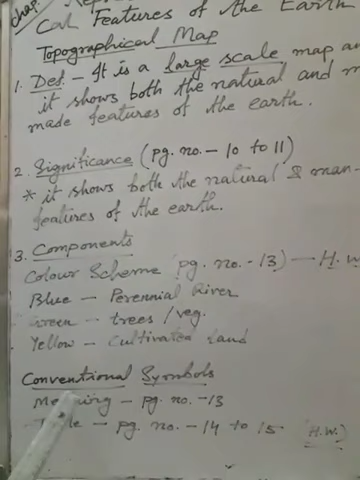 Chap.
cal Features of the Earth
Topographical Map
1. Def. - It is a large scale map an
it shows both the natural and m
made features of the earth.
2. Significance (pg. no. - 10 to 11)
* it shows both the natural & man-
features of the earth.
3. Components
Colour Scheme (pg. no. - 13) - H.W
Blue - Perennial River
Green - trees / veg.
Yellow - Cultivated land
Conventional Symbols
Meaning - pg. no. - 13
- pg. no. - 14 to 15 (H.W.)